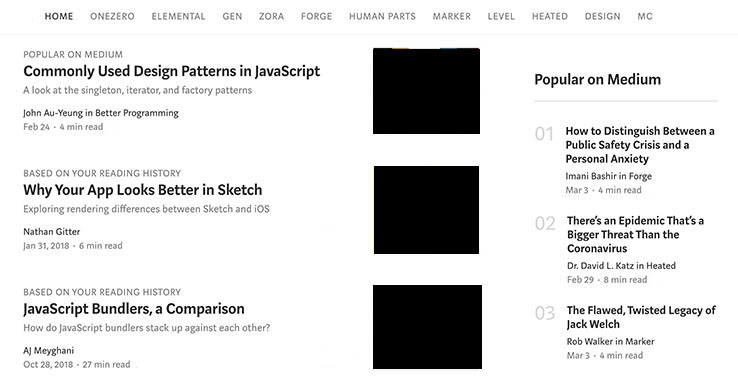 HOME ONEZERO ELEMENTAL GEN ZORA FORGE HUMAN PARTS MARKER LEVEL HEATED DESIGN MC
POPULAR ON MEDIUM
Commonly Used Design Patterns in JavaScript
A look at the singleton, iterator, and factory patterns
John Au-Yeung in Better Programming
Feb 24 · 4 min read
BASED ON YOUR READING HISTORY
Why Your App Looks Better in Sketch
Exploring rendering differences between Sketch and iOS
Nathan Gitter
Jan 31, 2018 · 6 min read
BASED ON YOUR READING HISTORY
JavaScript Bundlers, a Comparison
How do JavaScript bundlers stack up against each other?
AJ Meyghani
Oct 28, 2018 · 27 min read
Popular on Medium
01 How to Distinguish Between a
Public Safety Crisis and a
Personal Anxiety
Imani Bashir in Forge
Mar 3 · 4 min read
02 There's an Epidemic That's a
Bigger Threat Than the
Coronavirus
Dr. David L. Katz in Heated
Feb 29 · 8 min read
03 The Flawed, Twisted Legacy of
Jack Welch
Rob Walker in Marker
Mar 3 · 4 min read